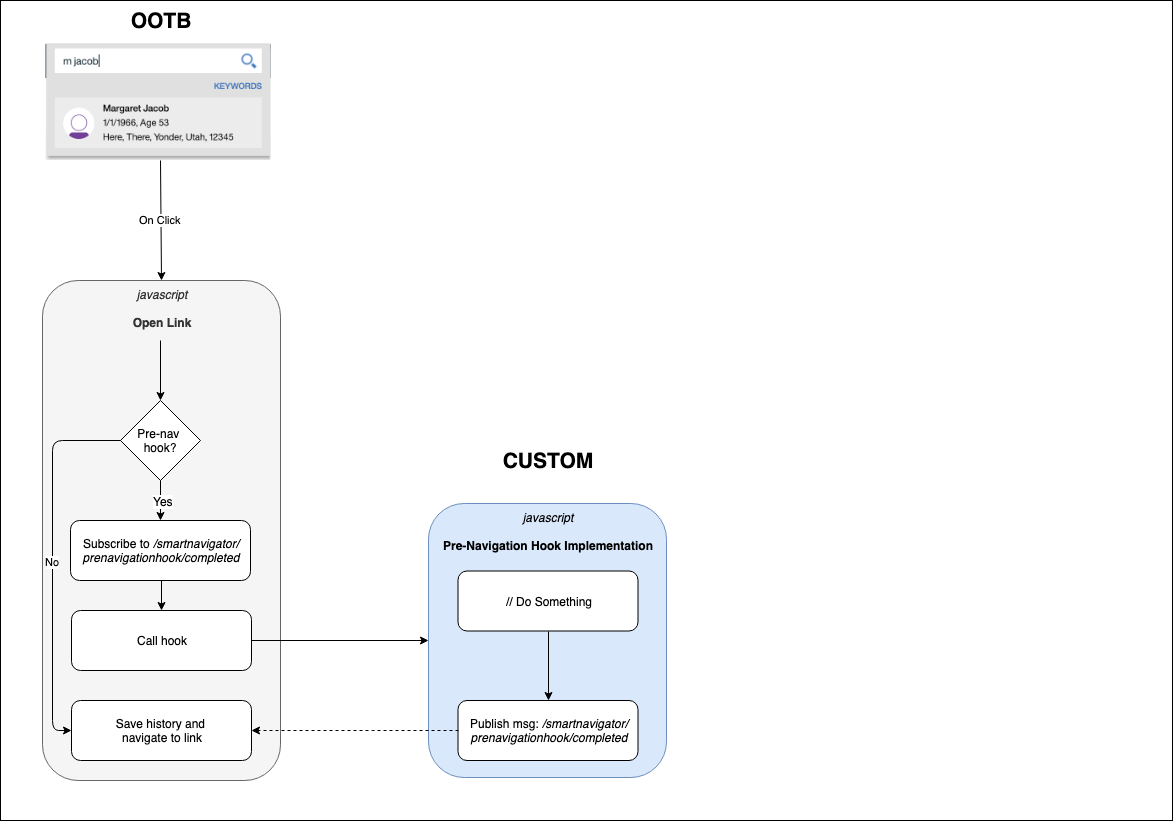 OOTB
m jacob
KEYWORDS
Margaret Jacob
1/1/1966, Age 53
Here, There, Yonder, Utah, 12345
On Click
javascript
Open Link
Pre-nav
hook?
Yes
Subscribe to /smartnavigator/
prenavigationhook/completed
No
Call hook
Save history and
navigate to link
CUSTOM
javascript
Pre-Navigation Hook Implementation
// Do Something
Publish msg: /smartnavigator/
prenavigationhook/completed